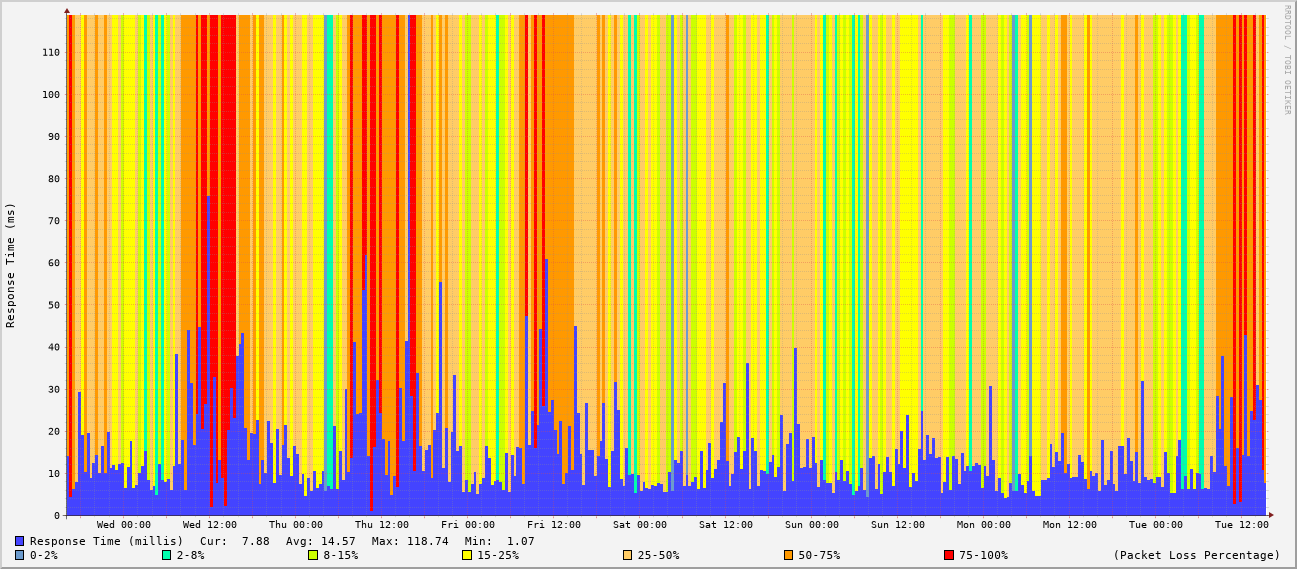 RRDTOOL / TOBI OETIKER
Response Time (ms)
110
100
90
80
70
60
50
40
30
20
10
0
Wed 00:00 Wed 12:00 Thu 00:00 Thu 12:00 Fri 00:00 Fri 12:00 Sat 00:00 Sat 12:00 Sun 00:00 Sun 12:00 Mon 00:00 Mon 12:00 Tue 00:00 Tue 12:00
Response Time (millis) Cur: 7.88 Avg: 14.57 Max: 118.74 Min: 1.07
0-2% 2-8% 8-15% 15-25% 25-50% 50-75% 75-100% (Packet Loss Percentage)